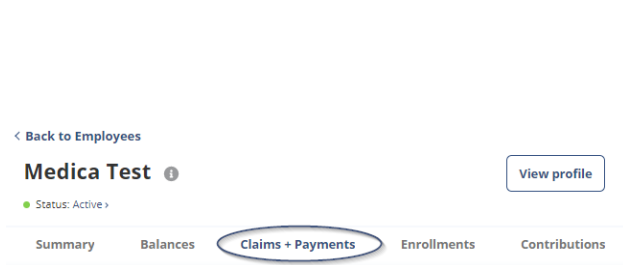 < Back to Employees
Medica Test i
View profile
Status: Active >
Summary Balances Claims + Payments Enrollments Contributions